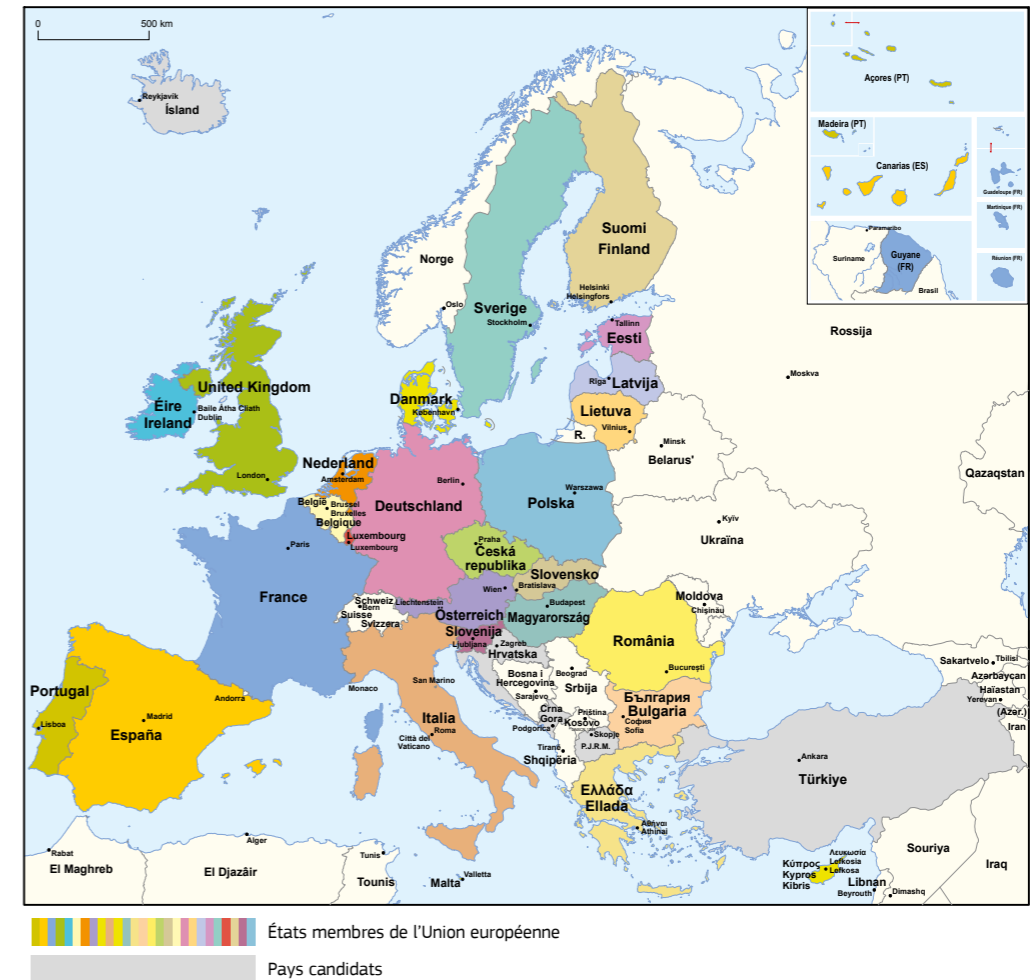 0 500 km
Reykjavík
Ísland
Açores (PT)
Madeira (PT)
Canarias (ES)
Guadeloupe (FR)
Martinique (FR)
Réunion (FR)
Paramaribo
Suriname
Guyane
(FR)
Brasil
Norge
Oslo
Suomi
Finland
Helsinki
Helsingfors
Sverige
Stockholm
Tallinn
Eesti
Rossija
Moskva
Rīga
Latvija
Lietuva
Vilnius
R.
Minsk
Belarus'
Qazaqstan
United Kingdom
Éire
Ireland
Baile Átha Cliath
Dublin
London
Danmark
København
Nederland
Amsterdam
België
Brussel
Bruxelles
Belgique
Luxembourg
Luxembourg
Berlin
Deutschland
Warszawa
Polska
Kyïv
Ukraïna
Paris
France
Praha
Česká
republika
Slovensko
Bratislava
Wien
Österreich
Liechtenstein
Schweiz
Bern
Suisse
Svizzera
Budapest
Magyarország
Moldova
Chişinău
România
Bucureşti
Slovenija
Ljubljana
Zagreb
Hrvatska
Bosna i
Hercegovina
Sarajevo
Beograd
Srbija
Crna
Gora
Podgorica
Priština
Kosovo
Skopje
P.J.R.M.
Tiranë
Shqipëria
България
Bulgaria
София
Sofia
Sakartvelo
Tbilisi
Azərbaycan
Haïastan
Yerevan
(Azər.)
Iran
Portugal
Lisboa
Madrid
España
Andorra
Monaco
San Marino
Italia
Roma
Città del
Vaticano
Ελλάδα
Ellada
Αθήναι
Athinai
Ankara
Türkiye
Κύπρος
Kypros
Kibris
Λευκωσία
Lefkosia
Lefkosa
Souriya
Iraq
Libnan
Beyrouth
Dimashq
Rabat
El Maghreb
Alger
El Djazâir
Tunis
Tounis
Malta
Valletta
États membres de l'Union européenne
Pays candidats